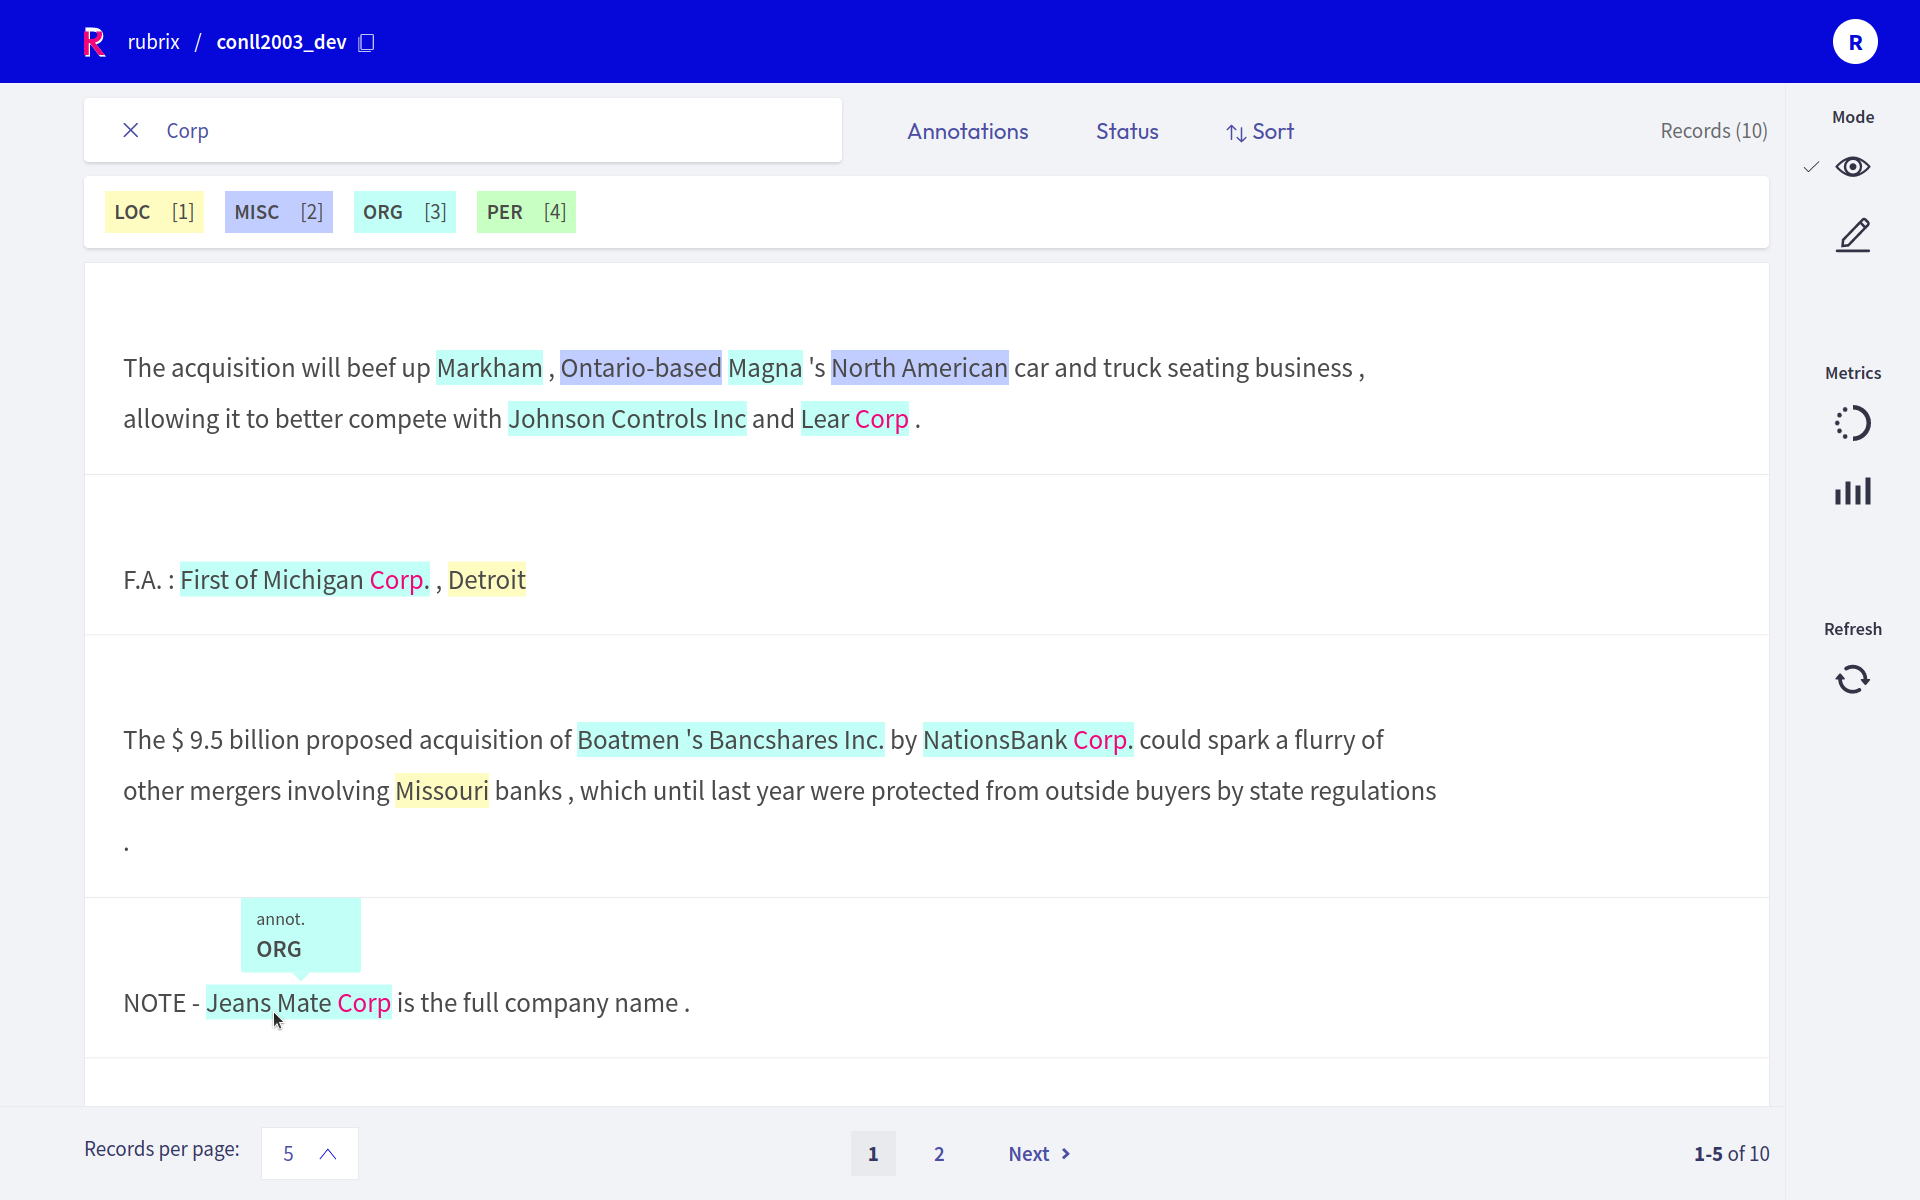 rubrix / conll2003_dev
R
Corp
Annotations
Status
Sort
Records (10)
Mode
LOC [1]
MISC [2]
ORG [3]
PER [4]
The acquisition will beef up Markham , Ontario-based Magna 's North American car and truck seating business ,
allowing it to better compete with Johnson Controls Inc and Lear Corp .
Metrics
F.A. : First of Michigan Corp. , Detroit
Refresh
The $ 9.5 billion proposed acquisition of Boatmen 's Bancshares Inc. by NationsBank Corp. could spark a flurry of
other mergers involving Missouri banks , which until last year were protected from outside buyers by state regulations
.
annot.
ORG
NOTE - Jeans Mate Corp is the full company name .
Records per page:
5
1
2
Next
1-5 of 10